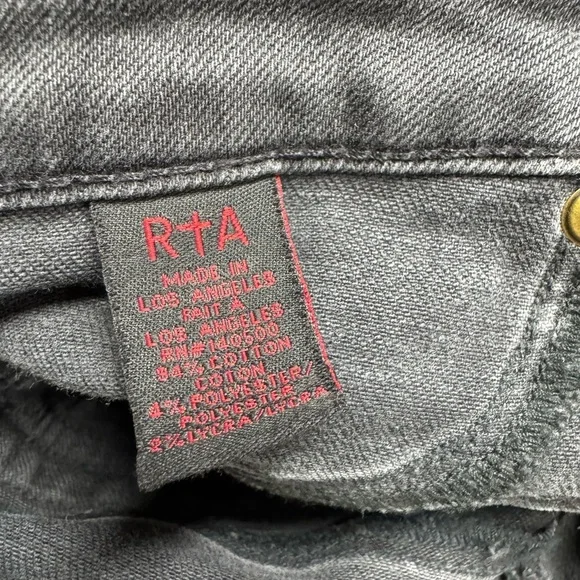 R†A
MADE IN
LOS ANGELES
FAIT A
LOS ANGELES
RN#140500
94% COTTON
COTON
4% POLYESTER/
POLYESTER
2% LYCRA/LYCRA